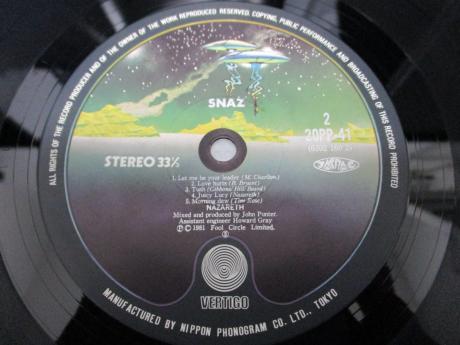 ALL RIGHTS OF THE RECORD PRODUCER AND OF THE OWNER OF THE WORK REPRODUCED RESERVED. COPYING, PUBLIC PERFORMANCE AND BROADCASTING OF THIS RECORD PROHIBITED
SNAZ
2
20PP-41
(6302 160 2)
STEREO 33⅓
1. Let me be your leader (M. Charlton)
2. Love hurts (B. Bryant)
3. Tush (Gibbons/ Hill/ Beard)
4. Juicy Lucy (Nazareth)
5. Morning dew (Tim Rose)
NAZARETH
Mixed and produced by John Punter.
Assistant engineer Howard Gray
Ⓟ© 1981 Fool Circle Limited.
VERTIGO
MANUFACTURED BY NIPPON PHONOGRAM CO. LTD., TOKYO